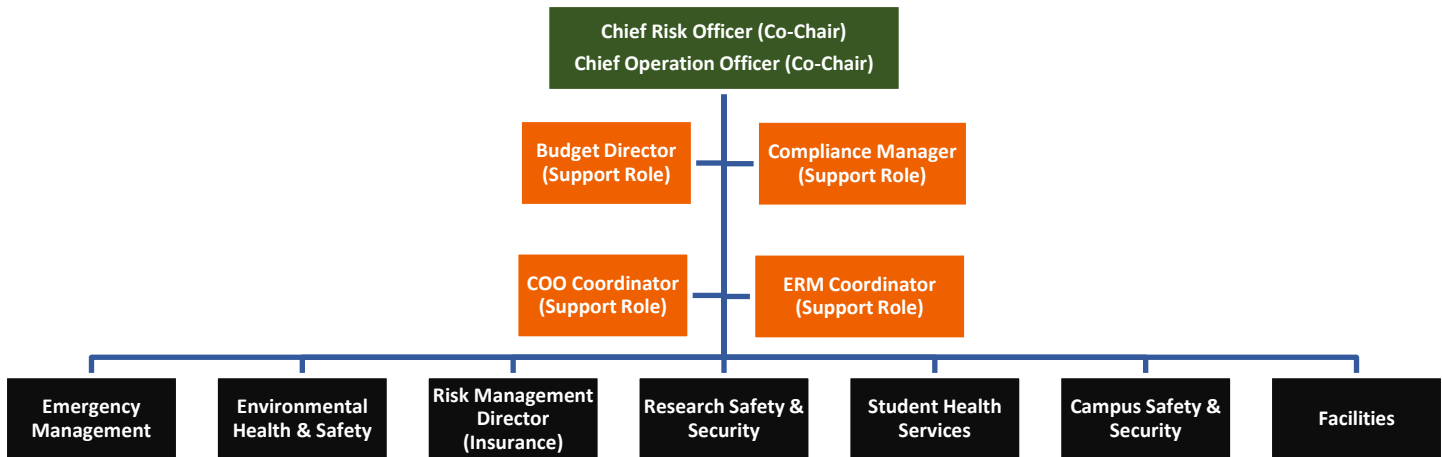 Chief Risk Officer (Co-Chair)
Chief Operation Officer (Co-Chair)
Budget Director
(Support Role)
Compliance Manager
(Support Role)
COO Coordinator
(Support Role)
ERM Coordinator
(Support Role)
Emergency
Management
Environmental
Health & Safety
Risk Management
Director
(Insurance)
Research Safety &
Security
Student Health
Services
Campus Safety &
Security
Facilities